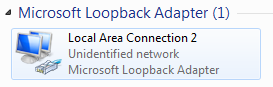 Microsoft Loopback Adapter (1)
Local Area Connection 2
Unidentified network
Microsoft Loopback Adapter